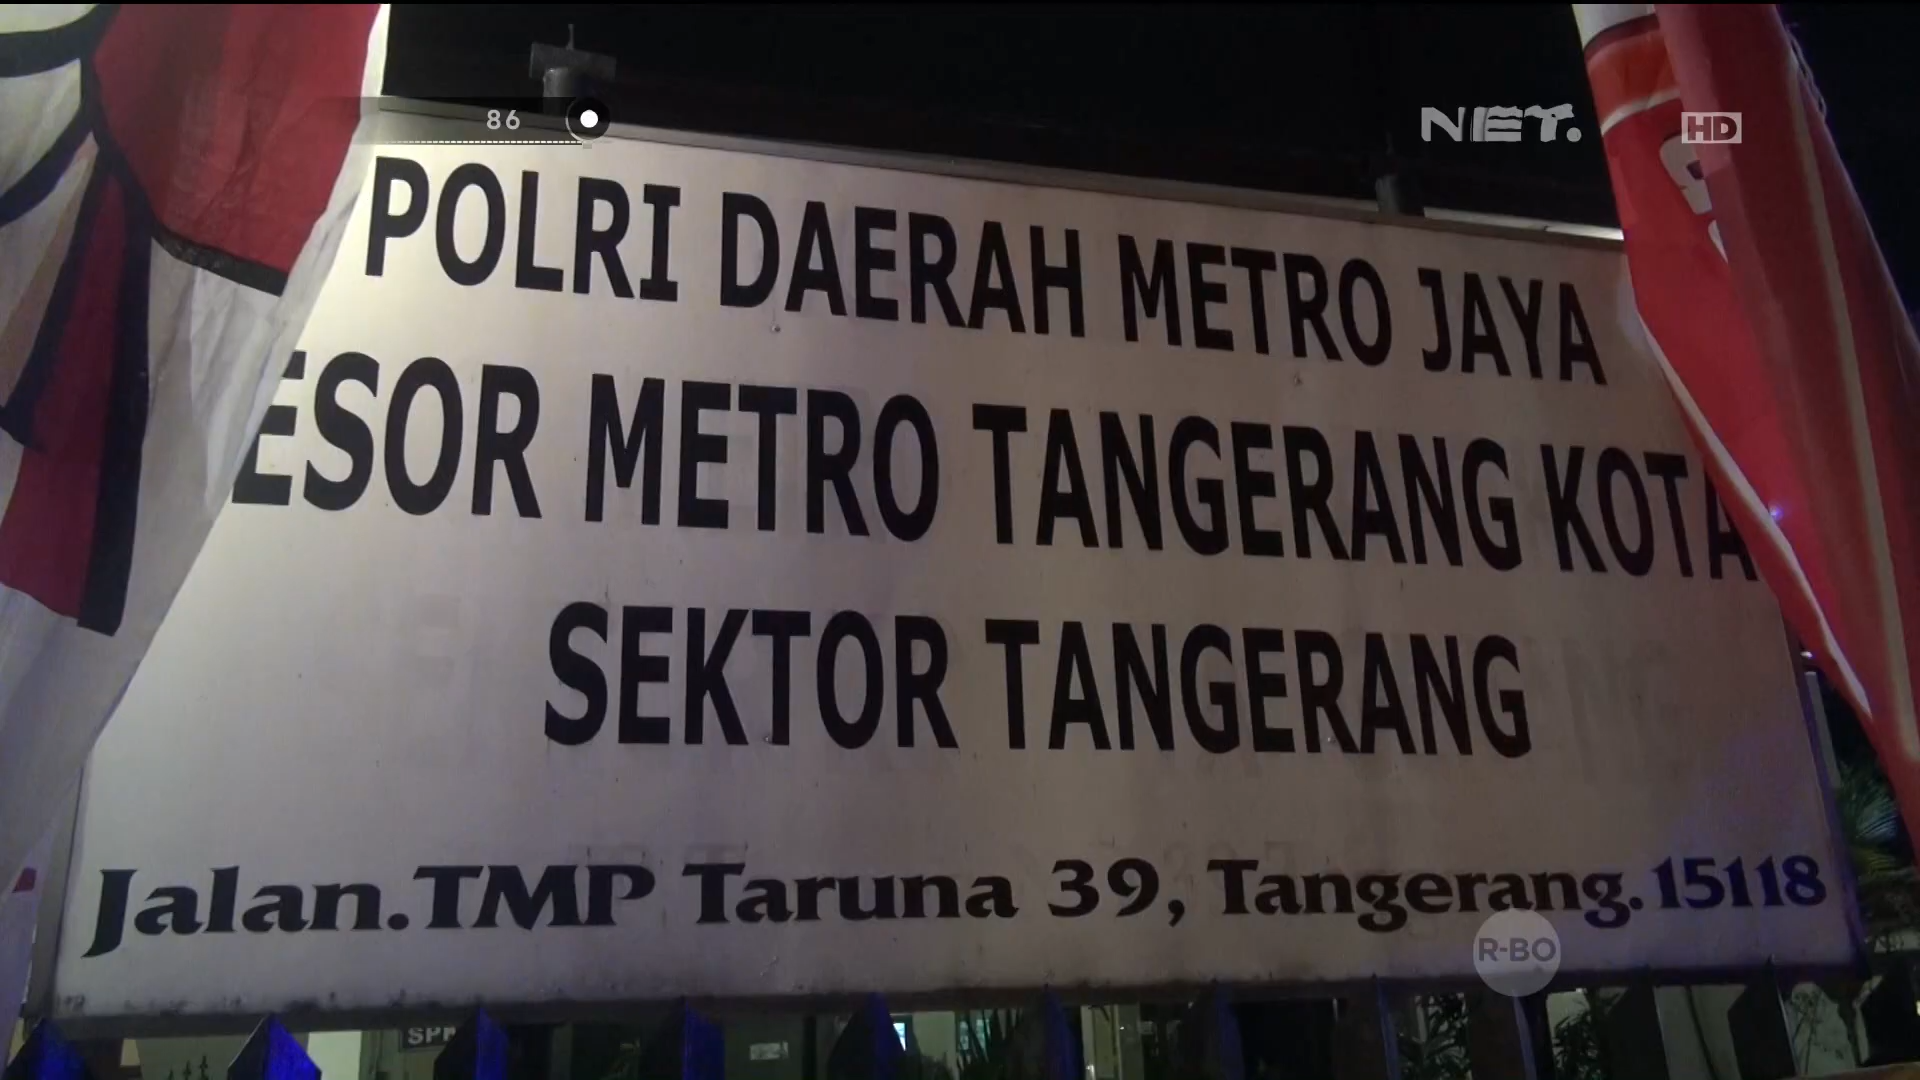 86
NET.
HD
POLRI DAERAH METRO JAYA
ESOR METRO TANGERANG KOTA
SEKTOR TANGERANG
Jalan.TMP Taruna 39, Tangerang. 15118
R-BO